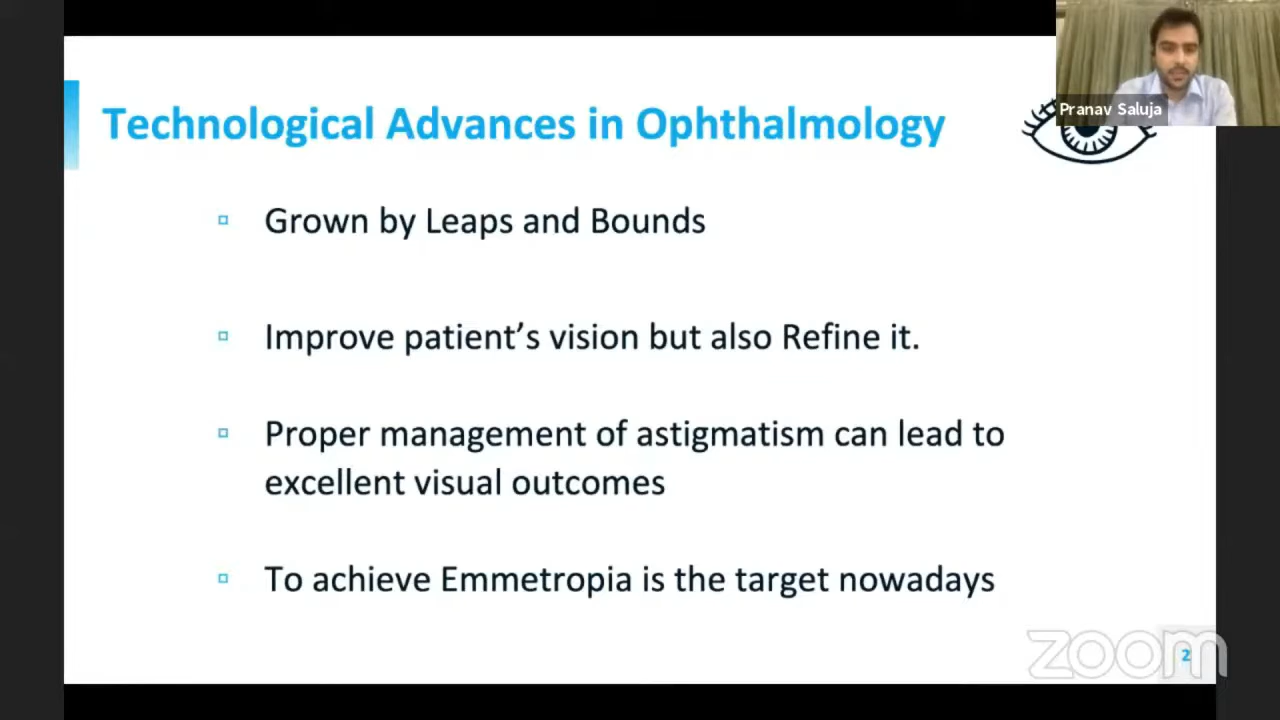 Pranav Saluja
Technological Advances in Ophthalmology
Grown by Leaps and Bounds
Improve patient’s vision but also Refine it.
Proper management of astigmatism can lead to
excellent visual outcomes
To achieve Emmetropia is the target nowadays
zoom
2